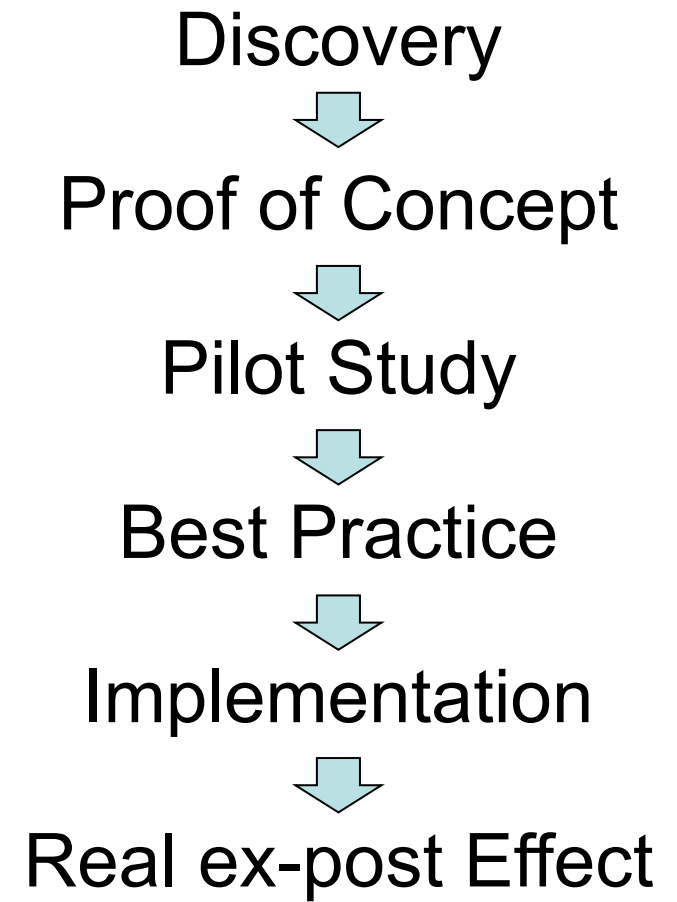 Discovery
Proof of Concept
Pilot Study
Best Practice
Implementation
Real ex-post Effect